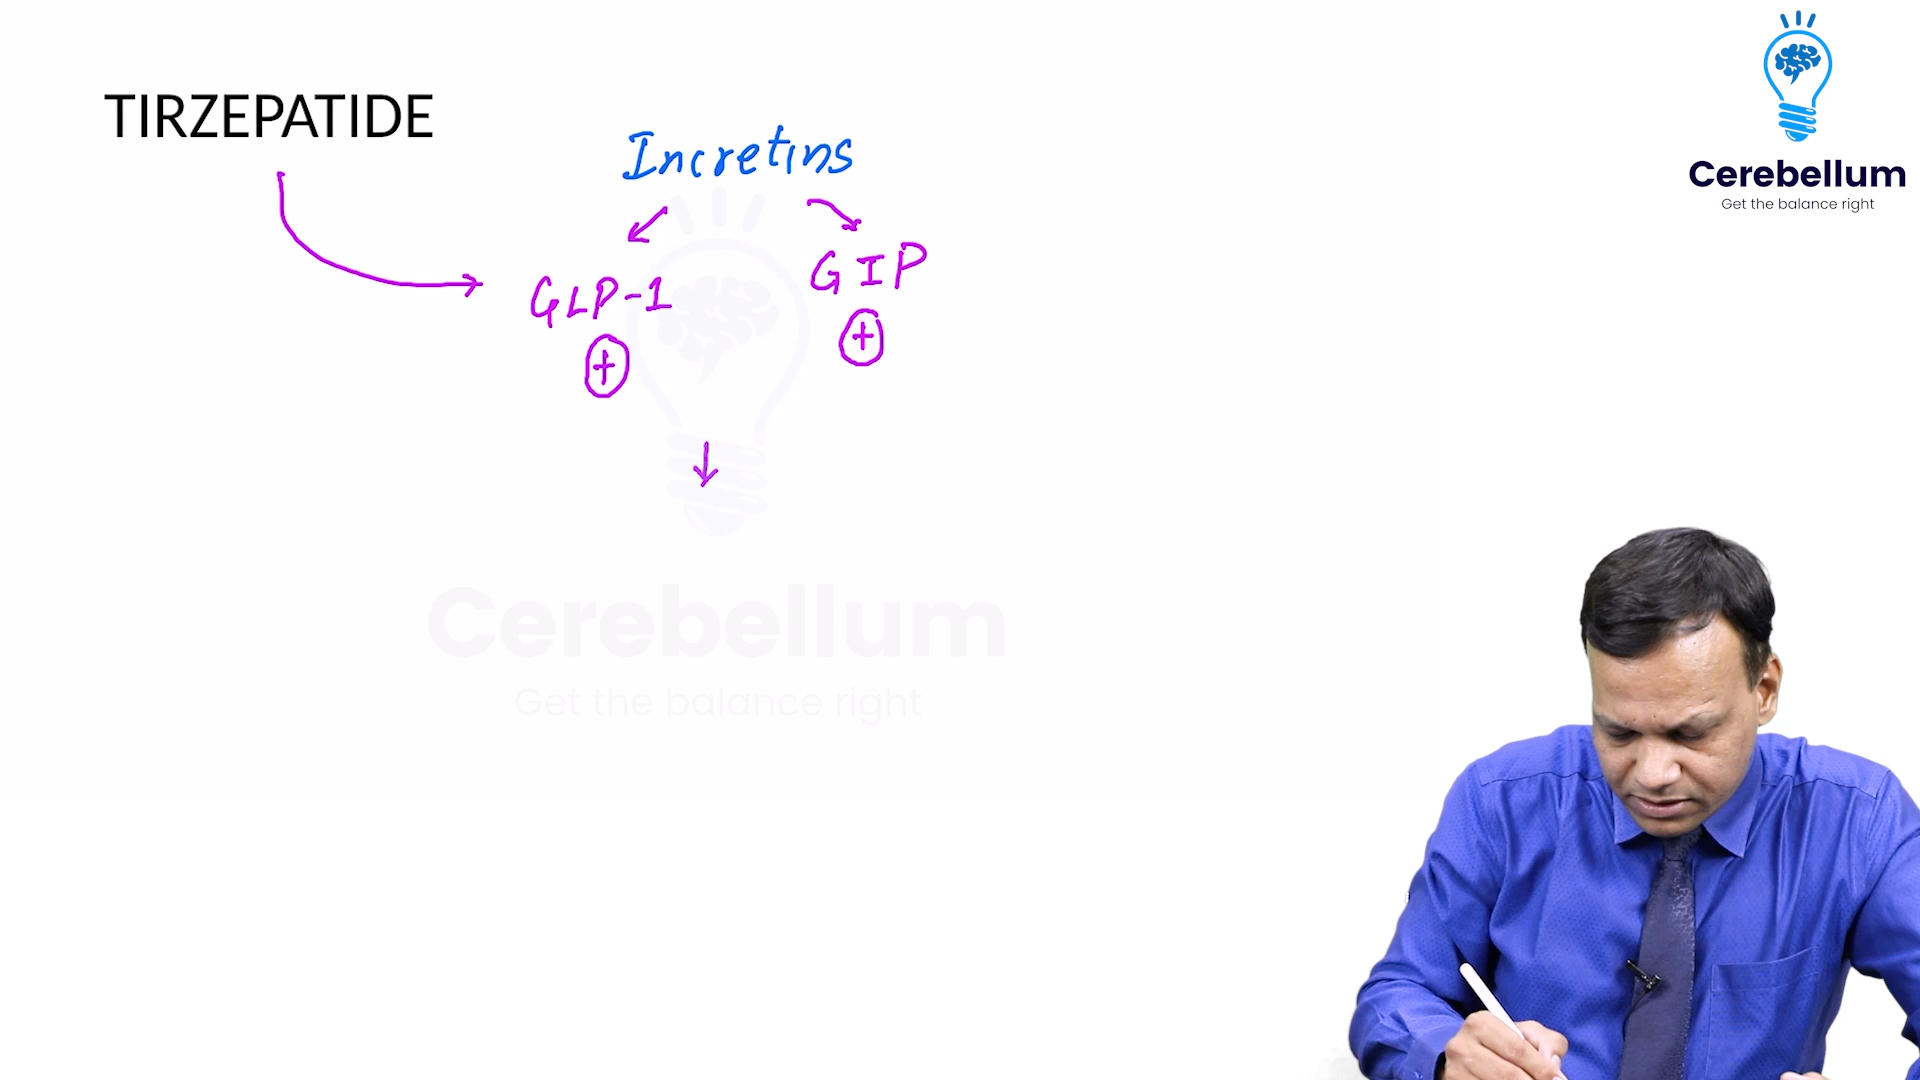 TIRZEPATIDE
Incretins
GLP-1
GIP
+
+
Cerebellum
Get the balance right
Cerebellum
Get the balance right